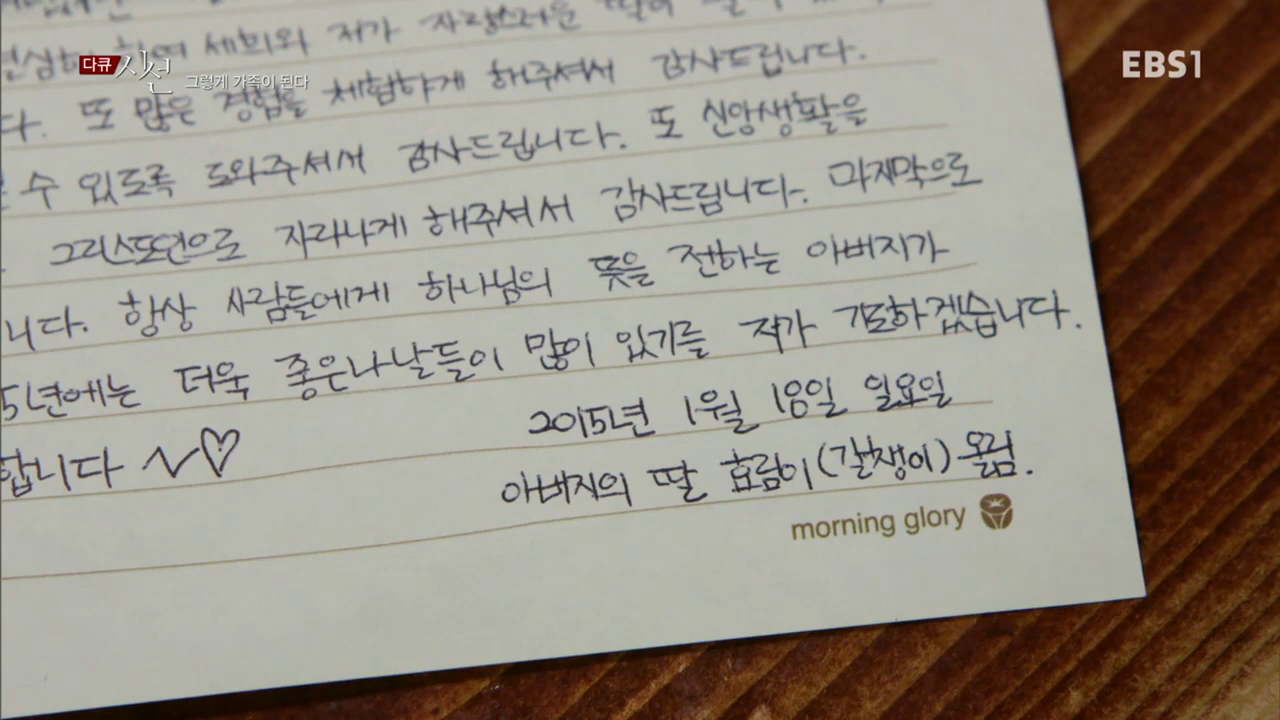 하여 세희와 저가 자랑스러운 딸이
다큐 시선
그렇게 가족이 된다
EBS1
다. 또 많은 경험을 체험하게 해주셔서 감사드립니다.
수 있도록 도와주셔서 감사드립니다. 또 신앙생활을
그리스도인으로 자라나게 해주셔서 감사드립니다. 마지막으로
니다. 항상 사람들에게 하나님의 뜻을 전하는 아버지가
5년에는 더욱 좋은나날들이 많이 있기를 저가 기도하겠습니다.
합니다 ~♡
2015년 1월 18일 일요일
아버지의 딸 효람이(갈쌩이) 올림.
morning glory